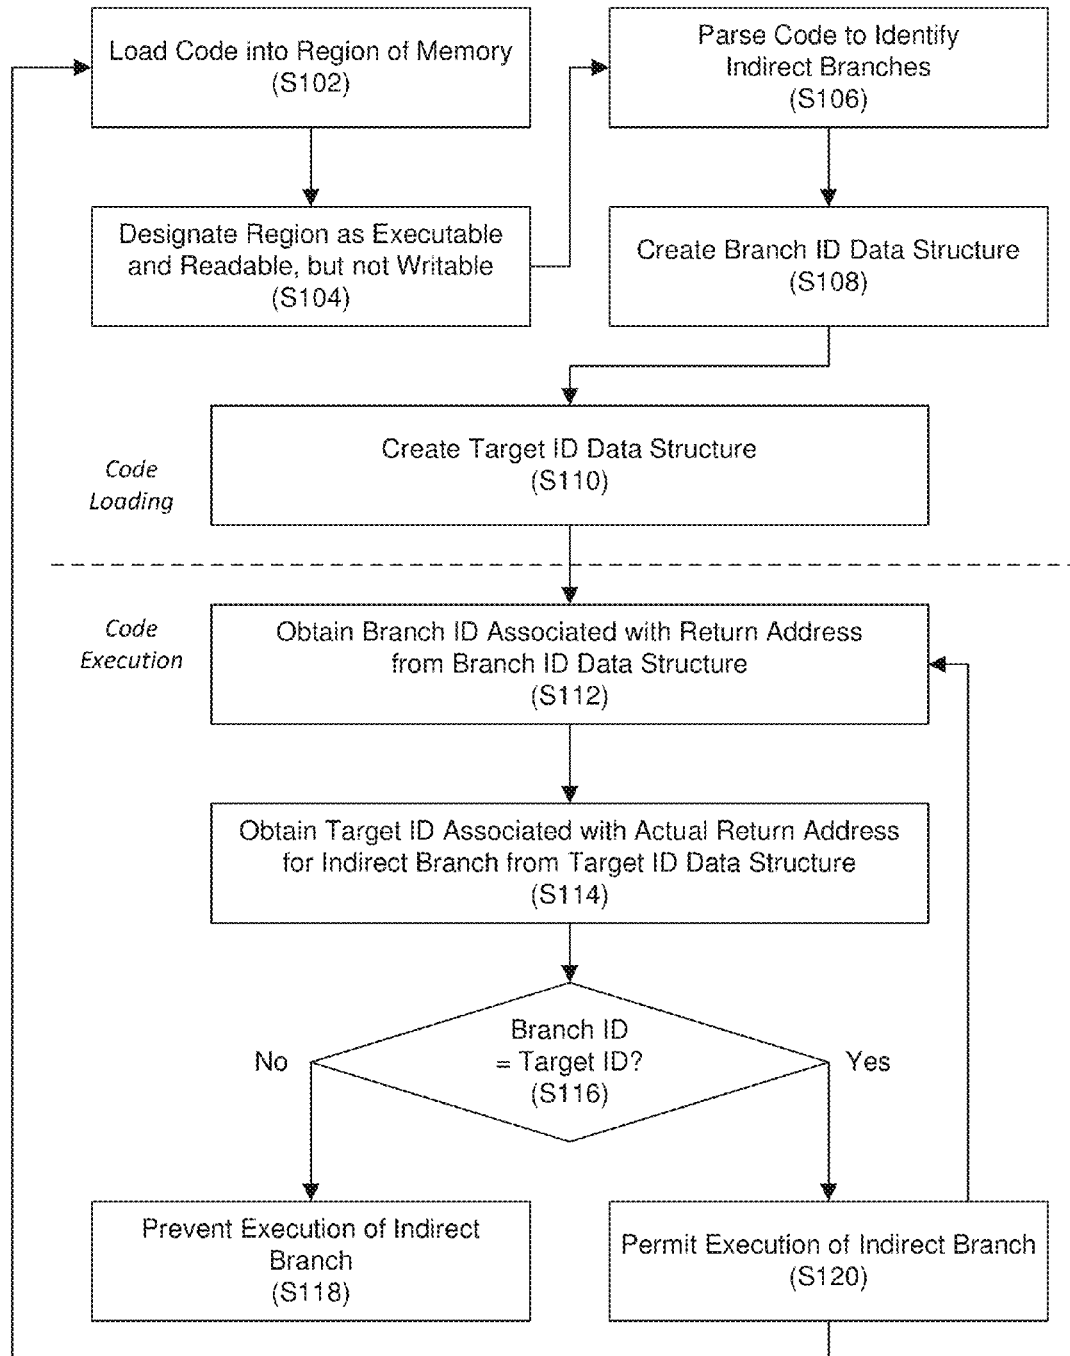 Load Code into Region of Memory
(S102)
Parse Code to Identify
Indirect Branches
(S106)
Designate Region as Executable
and Readable, but not Writable
(S104)
Create Branch ID Data Structure
(S108)
Create Target ID Data Structure
(S110)
Code
Loading
Code
Execution
Obtain Branch ID Associated with Return Address
from Branch ID Data Structure
(S112)
Obtain Target ID Associated with Actual Return Address
for Indirect Branch from Target ID Data Structure
(S114)
Branch ID
= Target ID?
(S116)
No
Yes
Prevent Execution of Indirect
Branch
(S118)
Permit Execution of Indirect Branch
(S120)